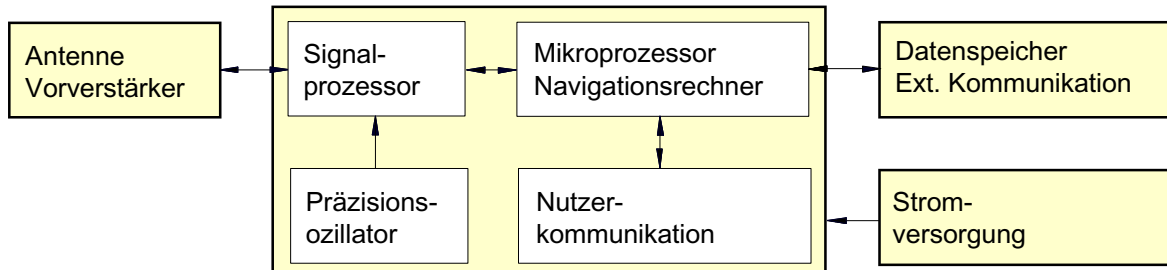 Antenne
Vorverstärker
Signal-
prozessor
Mikroprozessor
Navigationsrechner
Datenspeicher
Ext. Kommunikation
Präzisions-
ozillator
Nutzer-
kommunikation
Strom-
versorgung